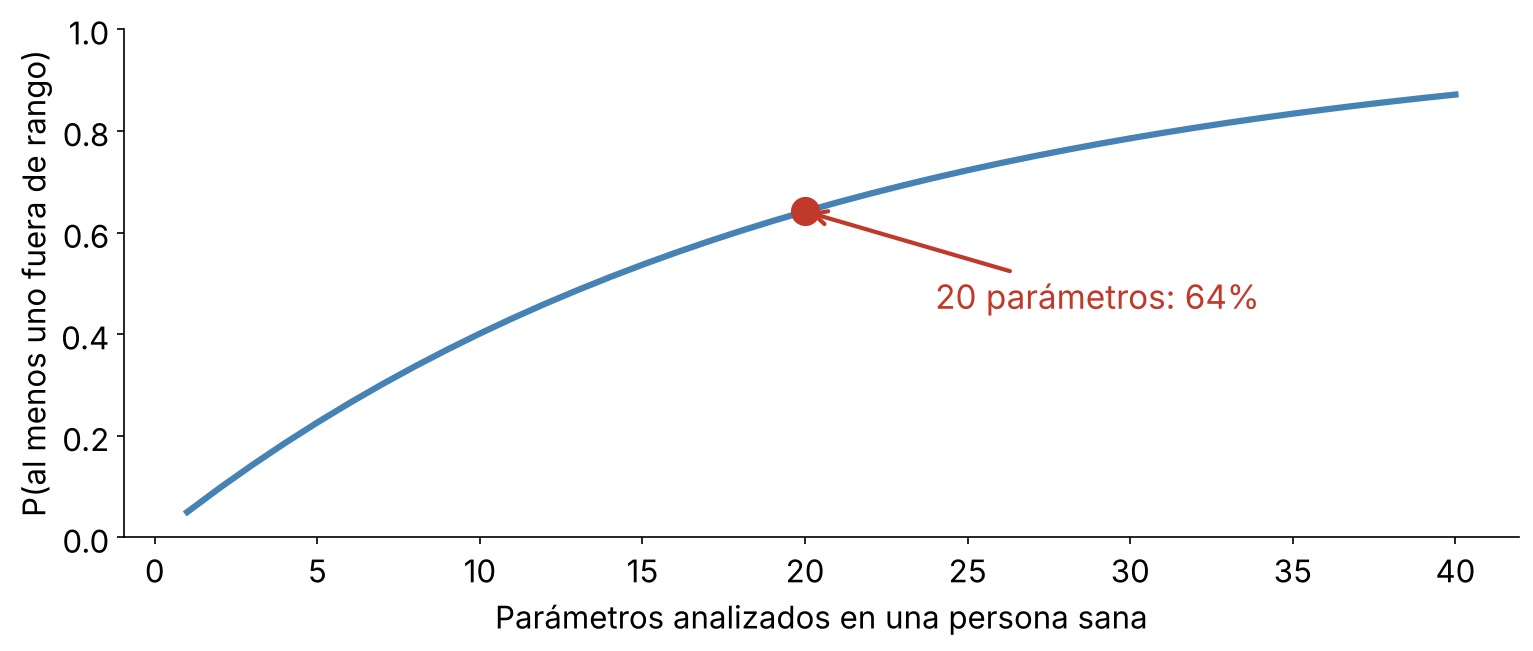 P(al menos uno fuera de rango)
1.0
0.8
0.6
0.4
0.2
0.0
20 parámetros: 64%
0 5 10 15 20 25 30 35 40
Parámetros analizados en una persona sana